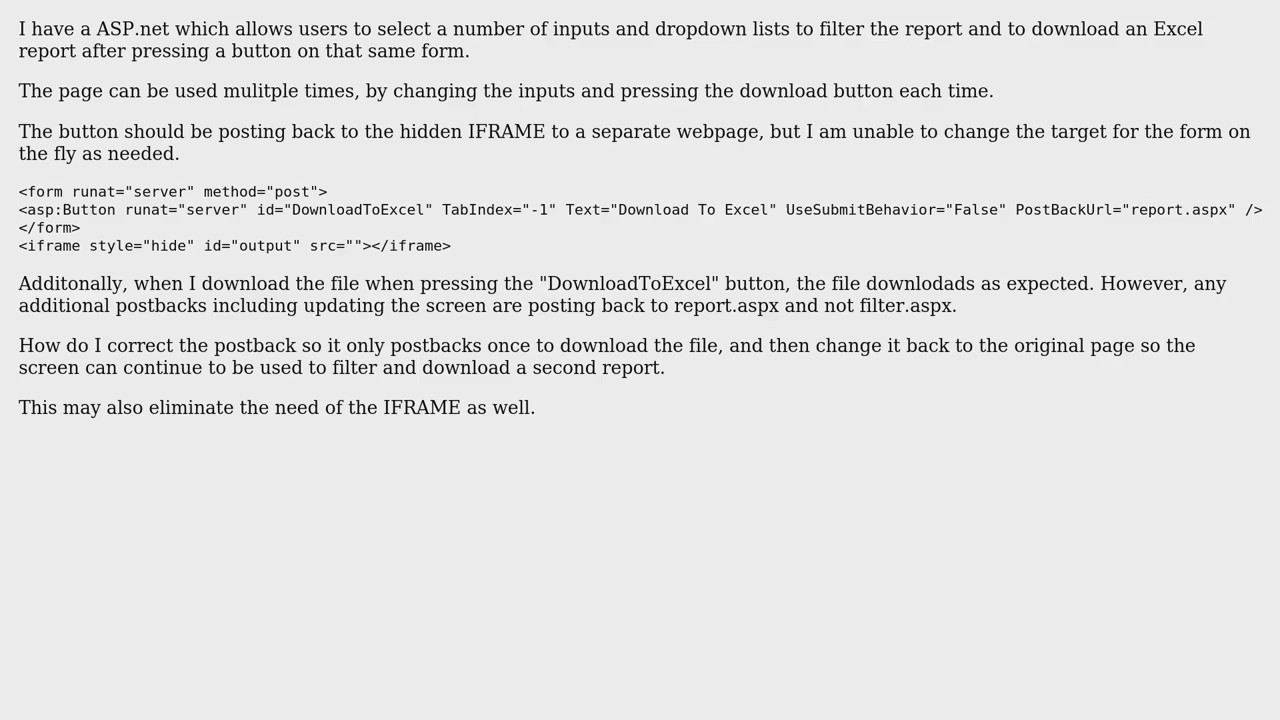 I have a ASP.net which allows users to select a number of inputs and dropdown lists to filter the report and to download an Excel
report after pressing a button on that same form.
The page can be used mulitple times, by changing the inputs and pressing the download button each time.
The button should be posting back to the hidden IFRAME to a separate webpage, but I am unable to change the target for the form on
the fly as needed.
<form runat="server" method="post">
<asp:Button runat="server" id="DownloadToExcel" TabIndex="-1" Text="Download To Excel" UseSubmitBehavior="False" PostBackUrl="report.aspx" />
</form>
<iframe style="hide" id="output" src=""></iframe>
Additonally, when I download the file when pressing the "DownloadToExcel" button, the file downlodads as expected. However, any
additional postbacks including updating the screen are posting back to report.aspx and not filter.aspx.
How do I correct the postback so it only postbacks once to download the file, and then change it back to the original page so the
screen can continue to be used to filter and download a second report.
This may also eliminate the need of the IFRAME as well.